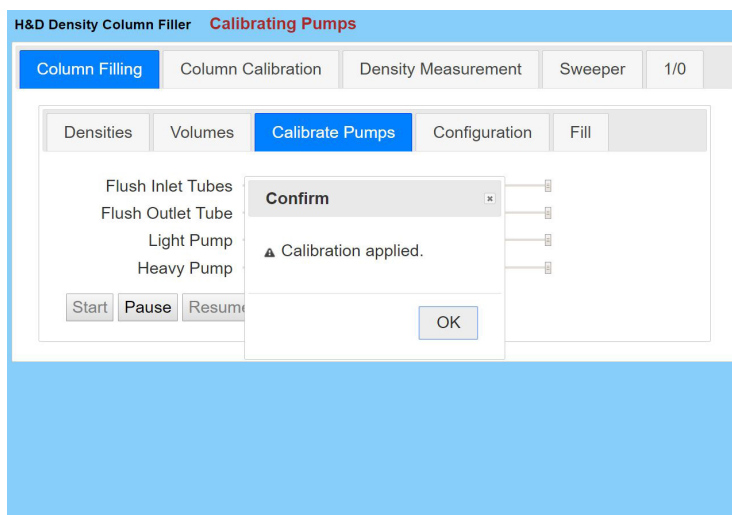 H&D Density Column Filler Calibrating Pumps
Column Filling Column Calibration Density Measurement Sweeper 1/0
Densities Volumes Calibrate Pumps Configuration Fill
Flush Inlet Tubes
Confirm
Flush Outlet Tube
Light Pump
Calibration applied.
Heavy Pump
Start Pause Resume
OK